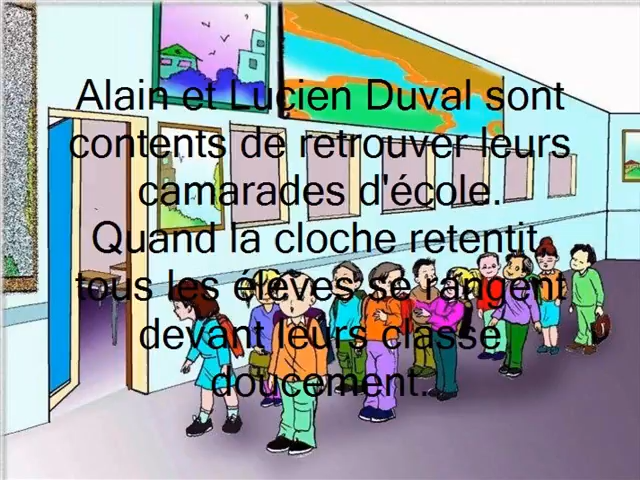 Alain et Lucien Duval sont
contents de retrouver leurs
camarades d'école.
Quand la cloche retentit,
tous les élèves se rangent
devant leurs classe
doucement.